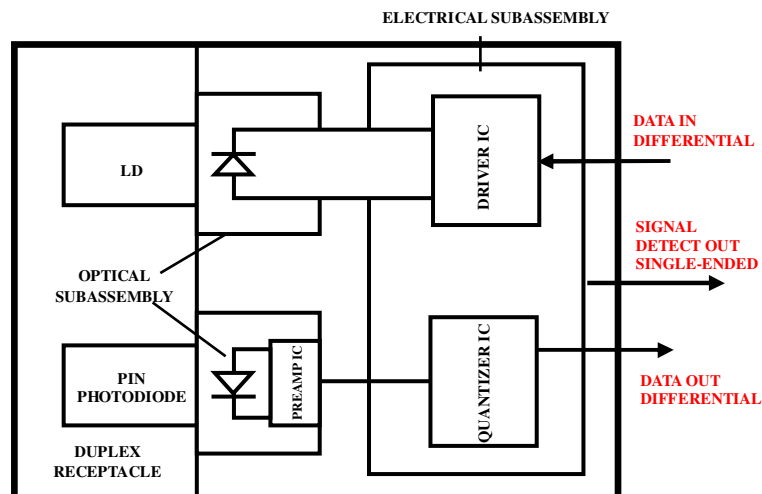 ELECTRICAL SUBASSEMBLY
DATA IN
DIFFERENTIAL
LD
DRIVER IC
SIGNAL
DETECT OUT
SINGLE-ENDED
OPTICAL
SUBASSEMBLY
PIN
PHOTODIODE
PREAMP IC
QUANTIZER IC
DATA OUT
DIFFERENTIAL
DUPLEX
RECEPTACLE